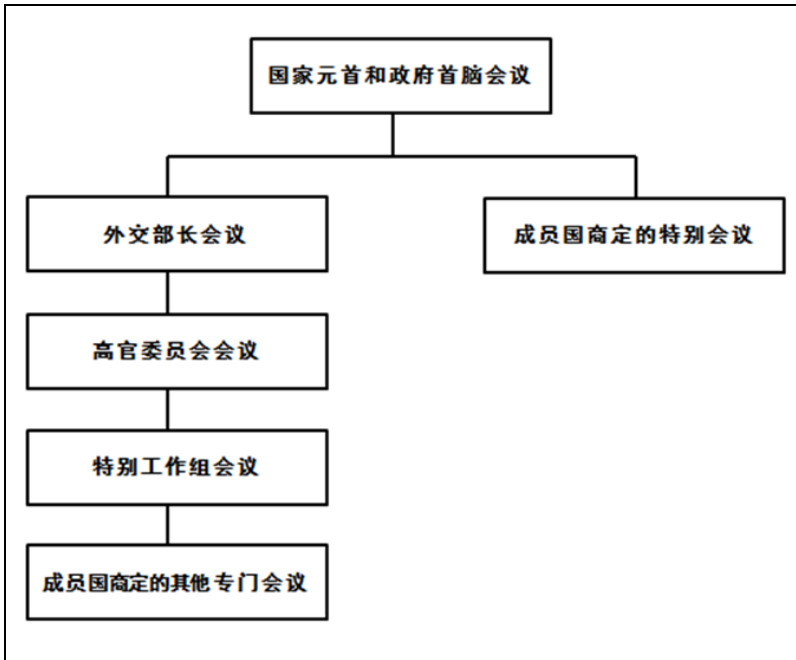 国家元首和政府首脑会议
外交部长会议
成员国商定的特别会议
高官委员会会议
特别工作组会议
成员国商定的其他专门会议